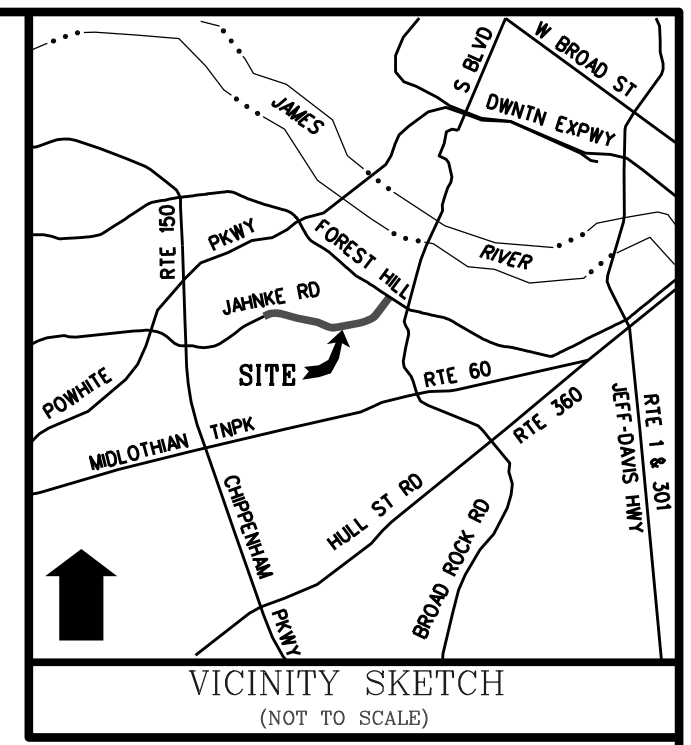 S BLVD
W BROAD ST
DWNTN EXPWY
JAMES
RTE 150
PKWY
FOREST HILL
RIVER
JAHNKE RD
SITE
POWHITE
RTE 60
RTE 360
JEFF-DAVIS HWY
RTE 1 & 301
MIDLOTHIAN TNPK
CHIPPENHAM
PKWY
HULL ST RD
BROAD ROCK RD
VICINITY SKETCH
(NOT TO SCALE)